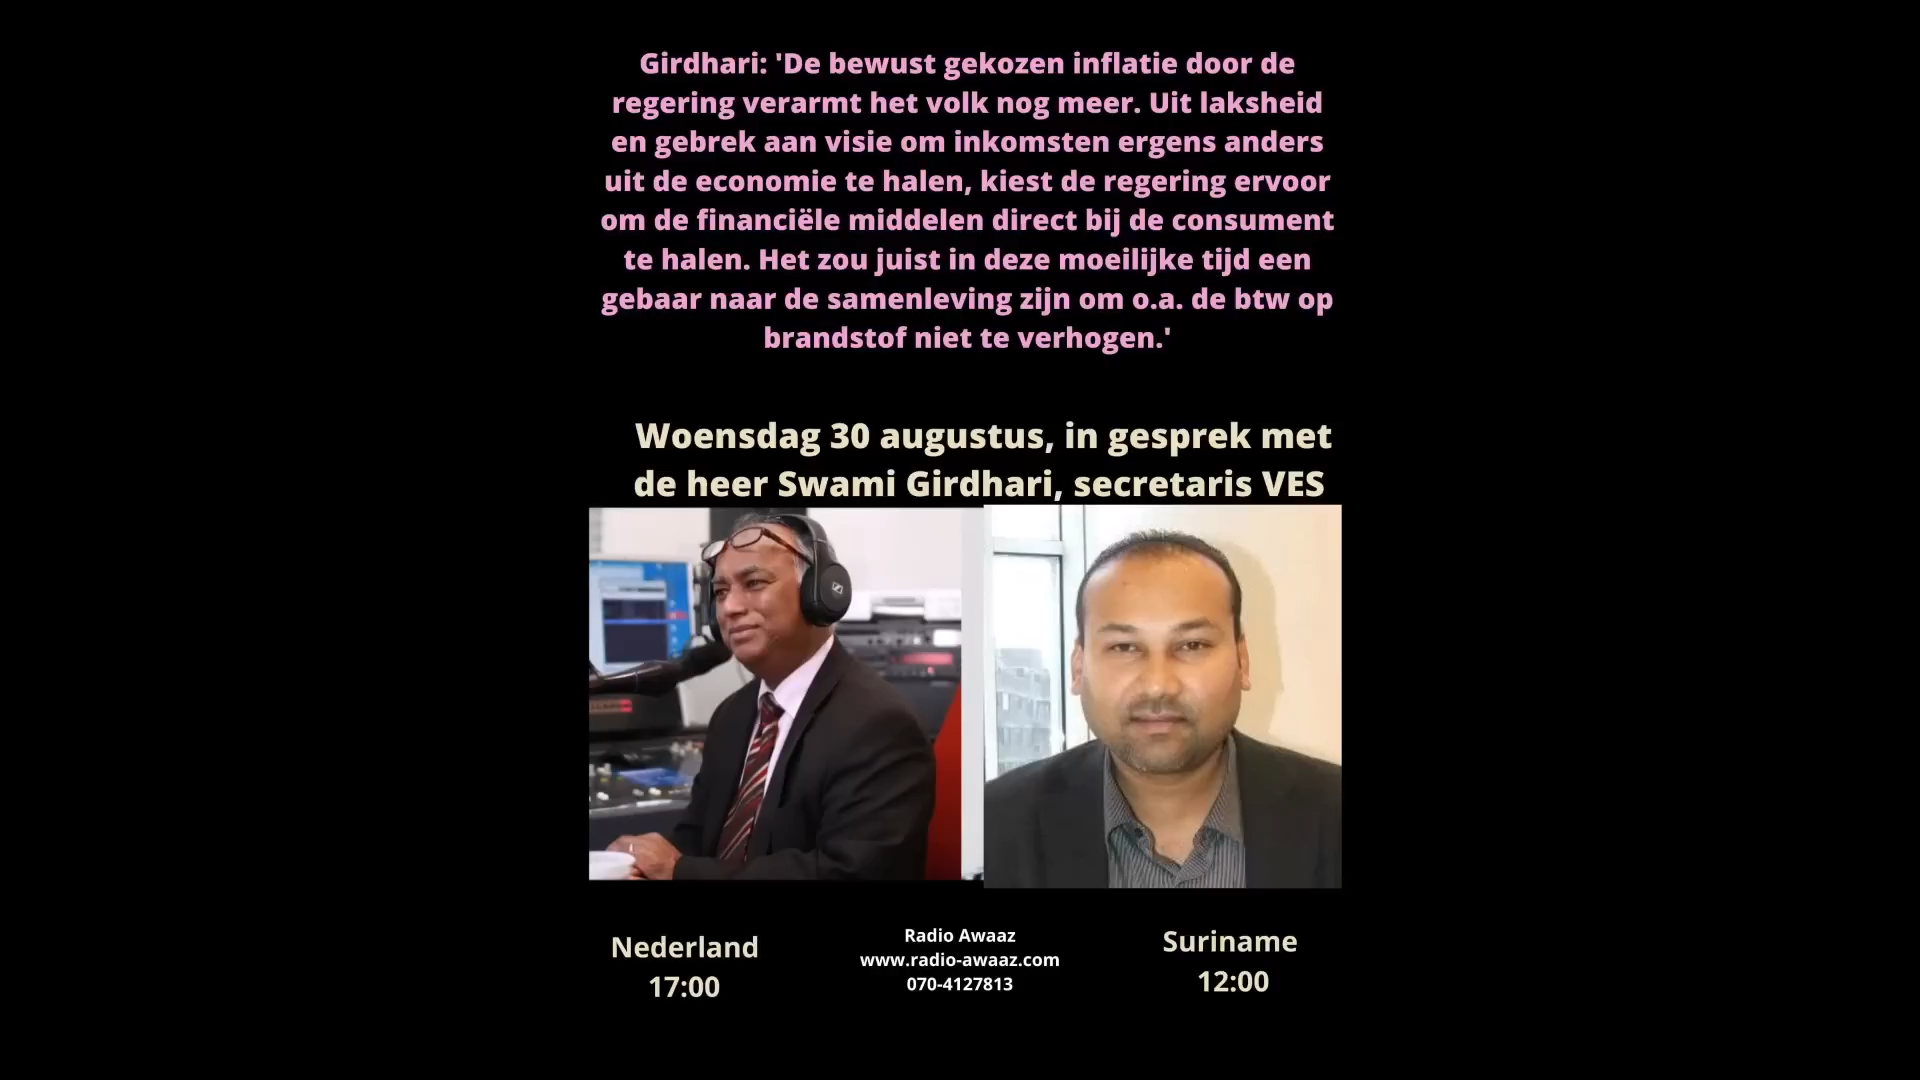 Girdhari: 'De bewust gekozen inflatie door de
regering verarmt het volk nog meer. Uit laksheid
en gebrek aan visie om inkomsten ergens anders
uit de economie te halen, kiest de regering ervoor
om de financiële middelen direct bij de consument
te halen. Het zou juist in deze moeilijke tijd een
gebaar naar de samenleving zijn om o.a. de btw op
brandstof niet te verhogen.'
Woensdag 30 augustus, in gesprek met
de heer Swami Girdhari, secretaris VES
Nederland
17:00
Radio Awaaz
www.radio-awaaz.com
070-4127813
Suriname
12:00